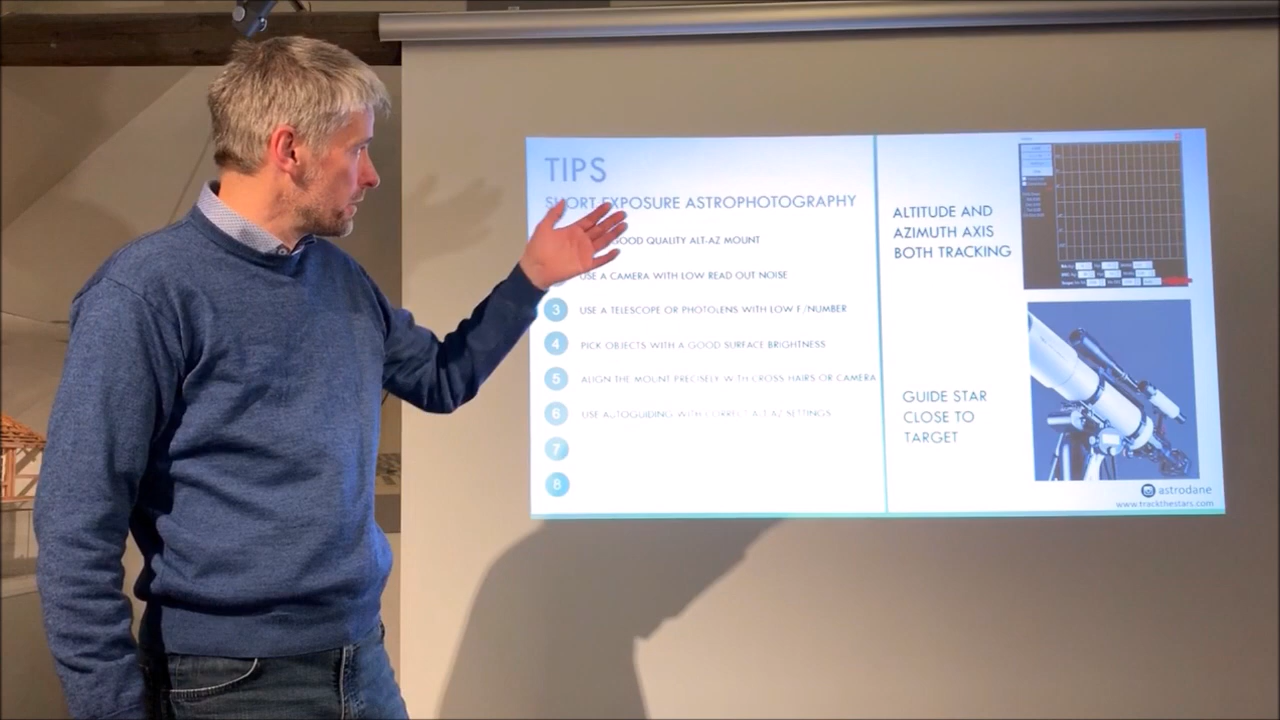 TIPS
SHORT EXPOSURE ASTROPHOTOGRAPHY
GOOD QUALITY ALT-AZ MOUNT
USE A CAMERA WITH LOW READ OUT NOISE
3 USE A TELESCOPE OR PHOTOLENS WITH LOW F/NUMBER
4 PICK OBJECTS WITH A GOOD SURFACE BRIGHTNESS
5 ALIGN THE MOUNT PRECISELY WITH CROSS HAIRS OR CAMERA
6 USE AUTOGUIDING WITH CORRECT ALT-AZ SETTINGS
7
8
ALTITUDE AND
AZIMUTH AXIS
BOTH TRACKING
GUIDE STAR
CLOSE TO
TARGET
astrodane
www.trackthestars.com